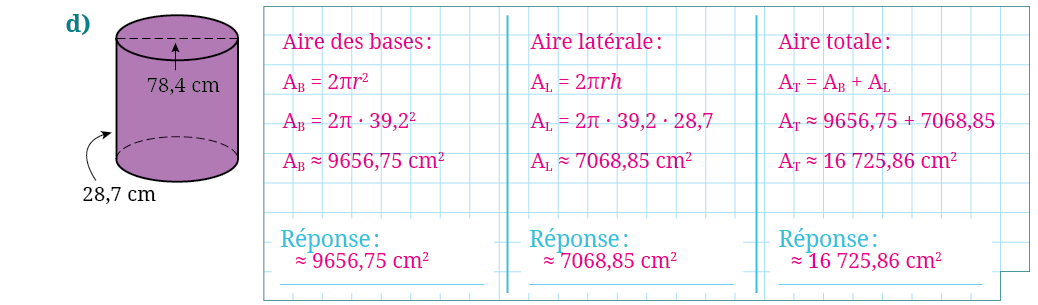 d)
78,4 cm
28,7 cm
Aire des bases :
A_B = 2πr²
A_B = 2π · 39,2²
A_B ≈ 9656,75 cm²
Réponse :
≈ 9656,75 cm²
Aire latérale :
A_L = 2πrh
A_L = 2π · 39,2 · 28,7
A_L ≈ 7068,85 cm²
Réponse :
≈ 7068,85 cm²
Aire totale :
A_T = A_B + A_L
A_T ≈ 9656,75 + 7068,85
A_T ≈ 16 725,86 cm²
Réponse :
≈ 16 725,86 cm²